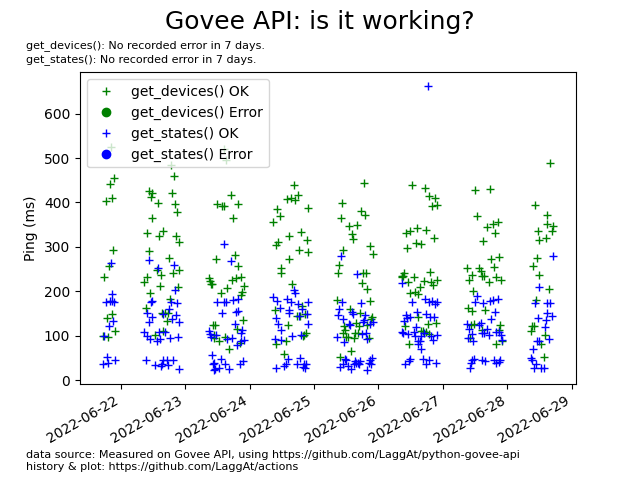 Govee API: is it working?
get_devices(): No recorded error in 7 days.
get_states(): No recorded error in 7 days.
get_devices() OK
get_devices() Error
get_states() OK
get_states() Error
Ping (ms)
600
500
400
300
200
100
0
2022-06-22
2022-06-23
2022-06-24
2022-06-25
2022-06-26
2022-06-27
2022-06-28
2022-06-29
data source: Measured on Govee API, using https://github.com/LaggAt/python-govee-api
history & plot: https://github.com/LaggAt/actions